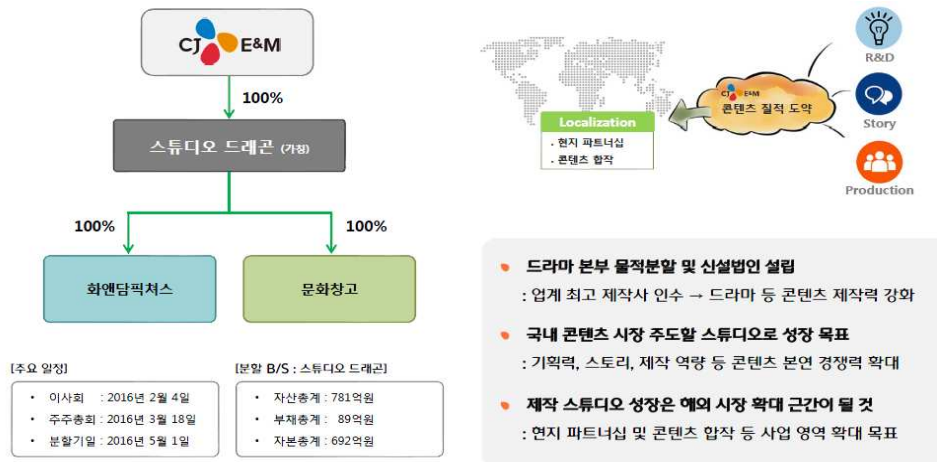 CJ E&M
100%
스튜디오 드래곤 (가칭)
100%
100%
화앤담픽쳐스
문화창고
[주요 일정]
• 이사회 : 2016년 2월 4일
• 주주총회 : 2016년 3월 18일
• 분할기일 : 2016년 5월 1일
[분할 B/S : 스튜디오 드래곤]
• 자산총계 : 781억원
• 부채총계 : 89억원
• 자본총계 : 692억원
R&D
CJ E&M
콘텐츠 질적 도약
Story
Localization
. 현지 파트너십
. 콘텐츠 합작
Production
드라마 본부 물적분할 및 신설법인 설립
: 업계 최고 제작사 인수 → 드라마 등 콘텐츠 제작력 강화
국내 콘텐츠 시장 주도할 스튜디오로 성장 목표
: 기획력, 스토리, 제작 역량 등 콘텐츠 본연 경쟁력 확대
제작 스튜디오 성장은 해외 시장 확대 근간이 될 것
: 현지 파트너십 및 콘텐츠 합작 등 사업 영역 확대 목표